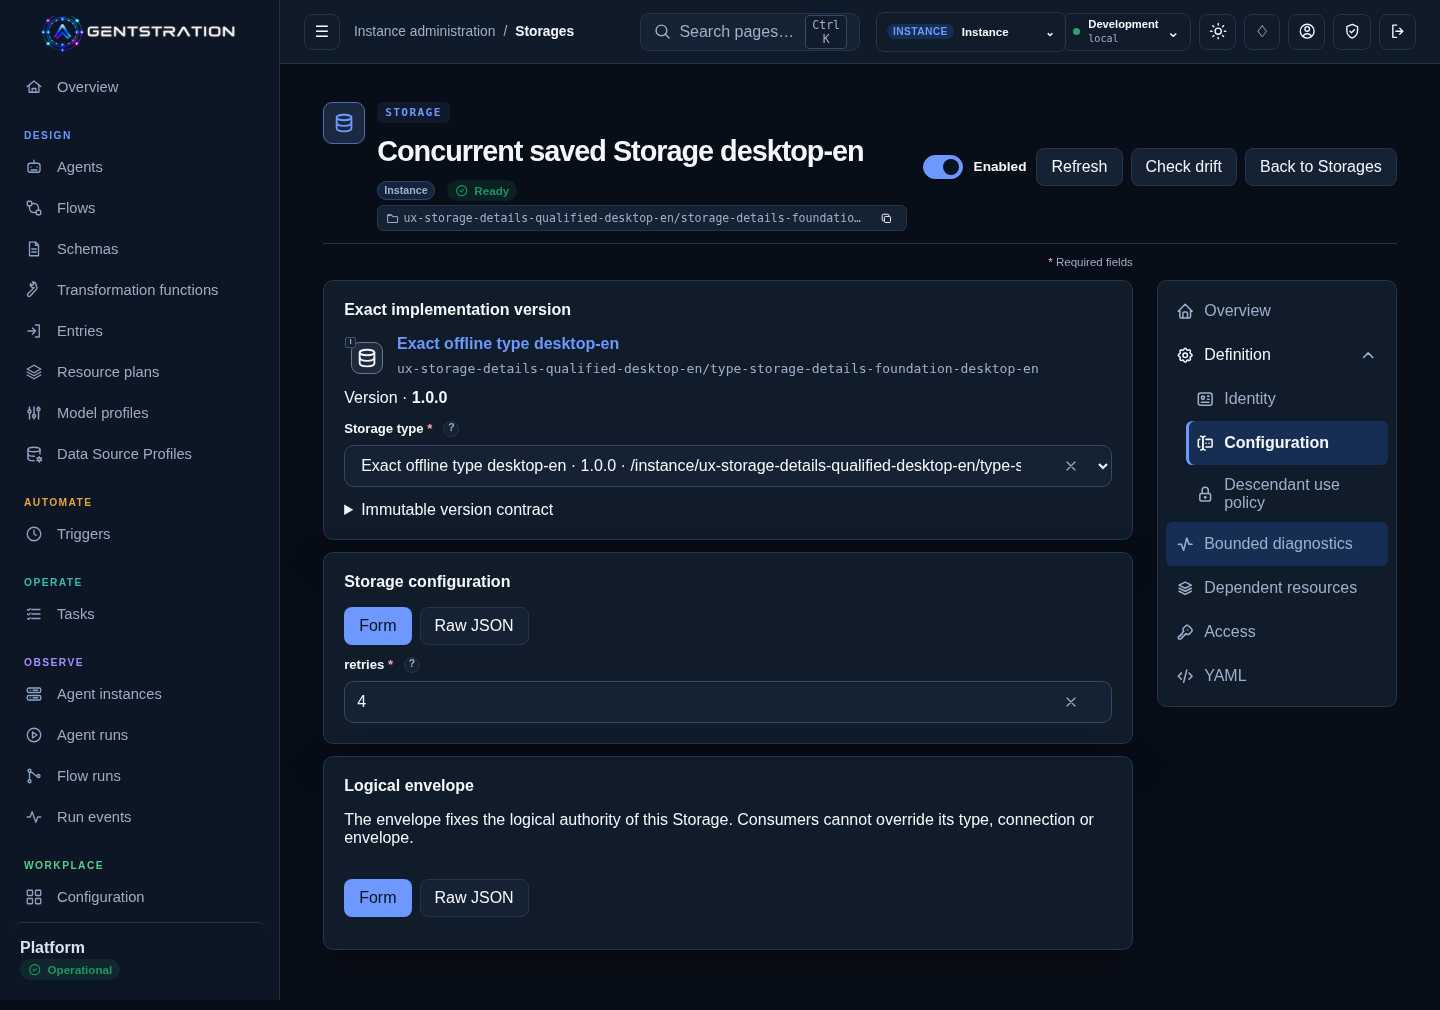 GENTSTRATION
Overview
DESIGN
Agents
Flows
Schemas
Transformation functions
Entries
Resource plans
Model profiles
Data Source Profiles
AUTOMATE
Triggers
OPERATE
Tasks
OBSERVE
Agent instances
Agent runs
Flow runs
Run events
WORKPLACE
Configuration
Platform
Operational
Instance administration / Storages
Search pages…
Ctrl
K
INSTANCE Instance
Development
local
STORAGE
Concurrent saved Storage desktop-en
Instance
Ready
ux-storage-details-qualified-desktop-en/storage-details-foundatio…
Enabled
Refresh
Check drift
Back to Storages
* Required fields
Exact implementation version
I
Exact offline type desktop-en
ux-storage-details-qualified-desktop-en/type-storage-details-foundation-desktop-en
Version · 1.0.0
Storage type * ?
Exact offline type desktop-en · 1.0.0 · /instance/ux-storage-details-qualified-desktop-en/type-s
Immutable version contract
Storage configuration
Form
Raw JSON
retries * ?
4
Logical envelope
The envelope fixes the logical authority of this Storage. Consumers cannot override its type, connection or
envelope.
Form
Raw JSON
Overview
Definition
Identity
Configuration
Descendant use
policy
Bounded diagnostics
Dependent resources
Access
YAML